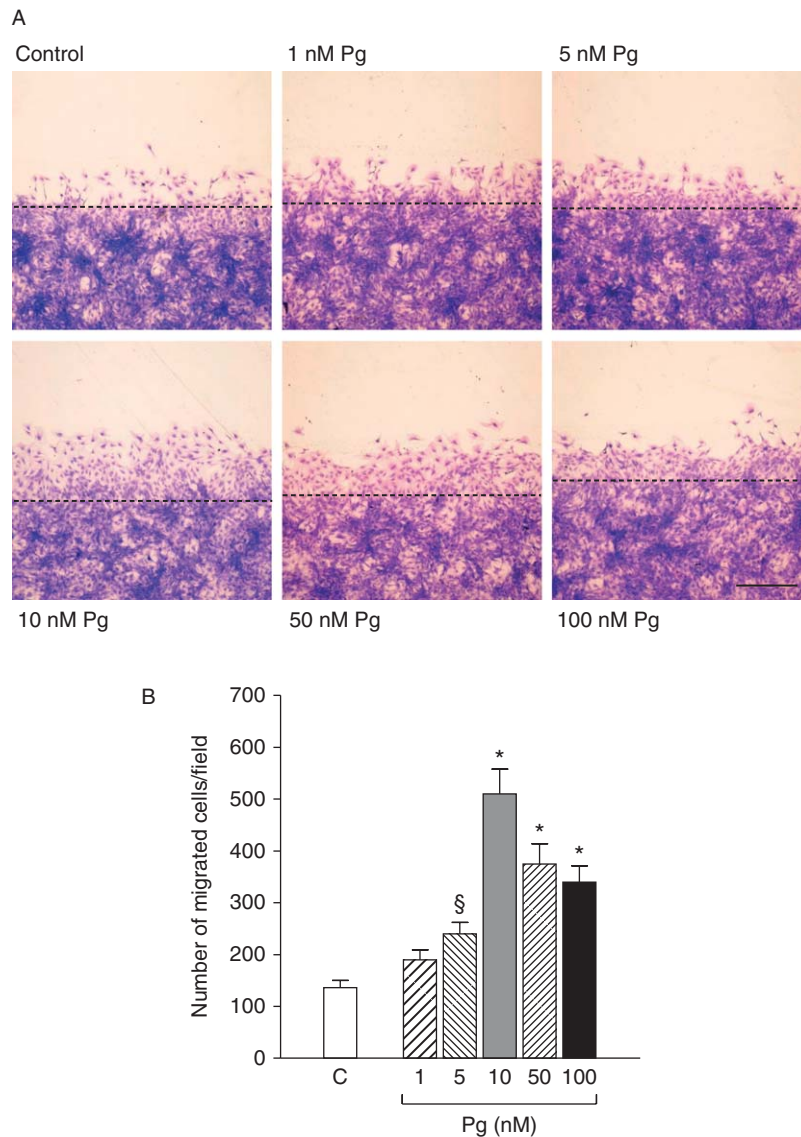 A
Control 1 nM Pg 5 nM Pg
10 nM Pg 50 nM Pg 100 nM Pg
B
Number of migrated cells/field
700
600
500
400
300
200
100
0
§ * * *
C 1 5 10 50 100
Pg (nM)